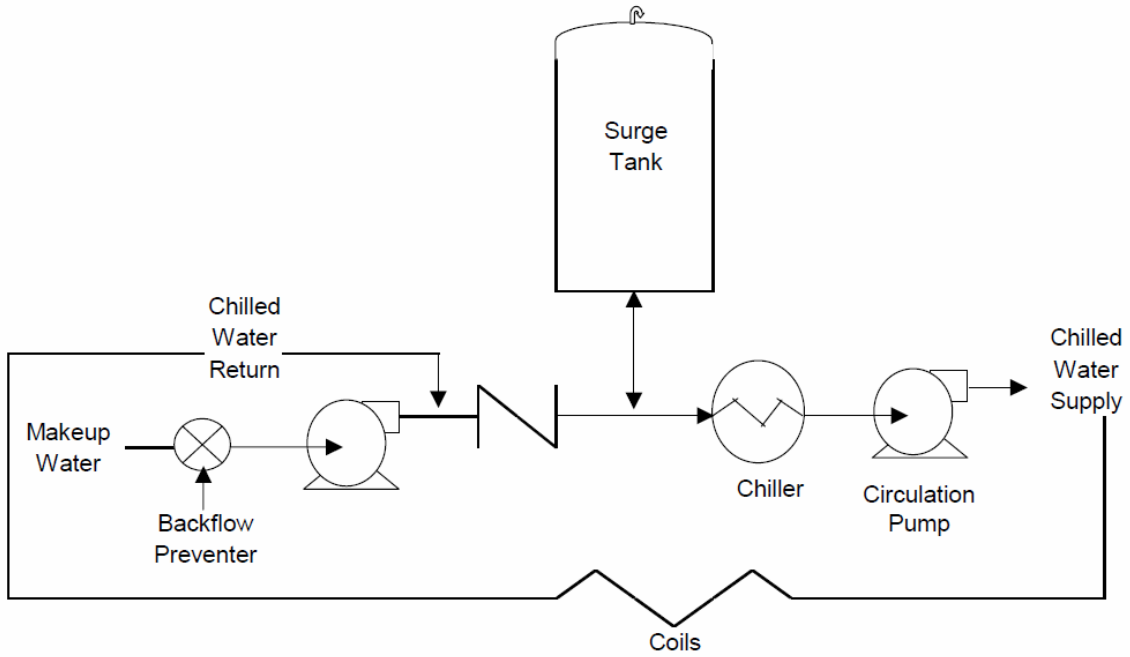 Surge
Tank
Chilled
Water
Return
Chilled
Water
Supply
Makeup
Water
Backflow
Preventer
Chiller
Circulation
Pump
Coils